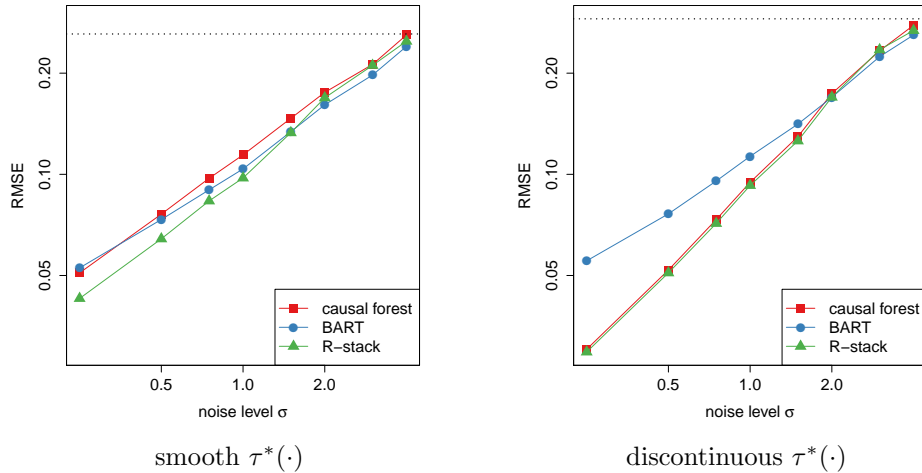 RMSE
0.20
0.10
0.05
causal forest
BART
R−stack
0.5
1.0
2.0
noise level σ
smooth τ*(·)
RMSE
0.20
0.10
0.05
causal forest
BART
R−stack
0.5
1.0
2.0
noise level σ
discontinuous τ*(·)